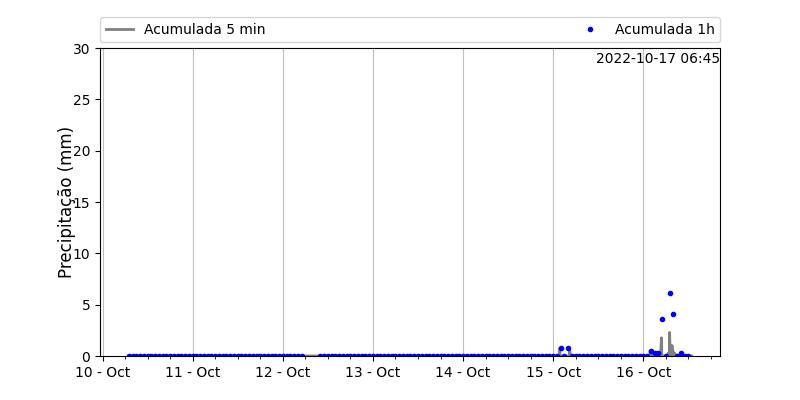 Acumulada 5 min Acumulada 1h
2022-10-17 06:45
Precipitação (mm)
30
25
20
15
10
5
0
10 - Oct 11 - Oct 12 - Oct 13 - Oct 14 - Oct 15 - Oct 16 - Oct